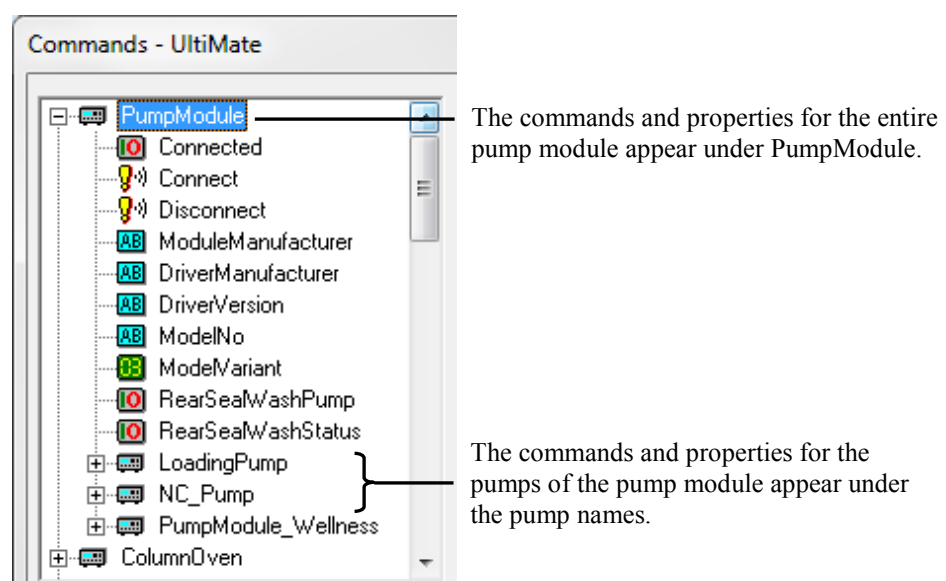 Commands - UltiMate
PumpModule
Connected
Connect
Disconnect
ModuleManufacturer
DriverManufacturer
DriverVersion
ModelNo
ModelVariant
RearSealWashPump
RearSealWashStatus
LoadingPump
NC_Pump
PumpModule_Wellness
ColumnOven
The commands and properties for the entire
pump module appear under PumpModule.
The commands and properties for the
pumps of the pump module appear under
the pump names.